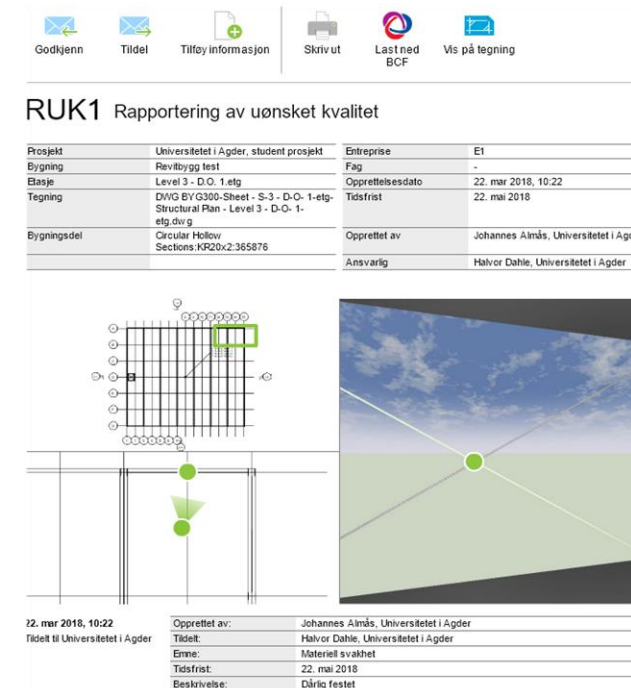 Godkjenn Tildel Tilføy informasjon Skriv ut Last ned BCF Vis på tegning
RUK1 Rapportering av uønsket kvalitet
Prosjekt Universitetet i Agder, student prosjekt Entreprise E1
Bygning Revitbygg test Fag -
Etasje Level 3 - D.O. 1.etg Opprettelsesdato 22. mar 2018, 10:22
Tegning DWG BYG300-Sheet - S-3 - D-O- 1-etg- Tidsfrist 22. mai 2018
Structural Plan - Level 3 - D-O- 1-
etg.dwg
Bygningsdel Circular Hollow Opprettet av Johannes Almås, Universitetet i Agd
Sections:KR20x2:365876
Ansvarlig Halvor Dahle, Universitetet i Agder
22. mar 2018, 10:22 Opprettet av: Johannes Almås, Universitetet i Agder
Tildelt til Universitetet i Agder Tildelt: Halvor Dahle, Universitetet i Agder
Emne: Materiell svakhet
Tidsfrist: 22. mai 2018
Beskrivelse: Dårlig festet